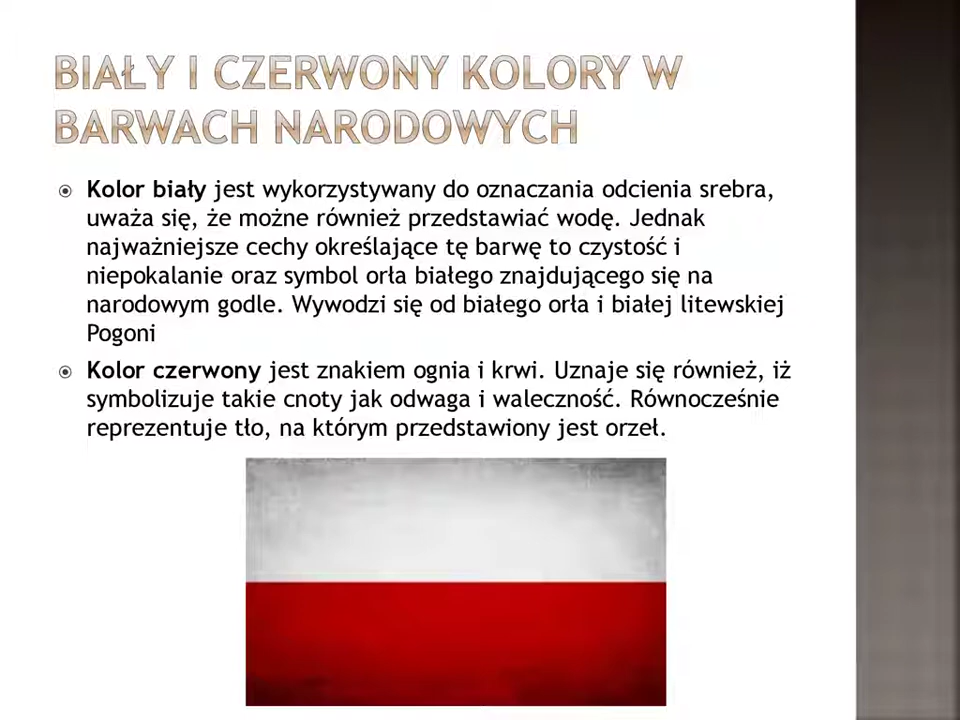 BIAŁY I CZERWONY KOLORY W
BARWACH NARODOWYCH
Kolor biały jest wykorzystywany do oznaczania odcienia srebra,
uważa się, że możne również przedstawiać wodę. Jednak
najważniejsze cechy określające tę barwę to czystość i
niepokalanie oraz symbol orła białego znajdującego się na
narodowym godle. Wywodzi się od białego orła i białej litewskiej
Pogoni
Kolor czerwony jest znakiem ognia i krwi. Uznaje się również, iż
symbolizuje takie cnoty jak odwaga i waleczność. Równocześnie
reprezentuje tło, na którym przedstawiony jest orzeł.